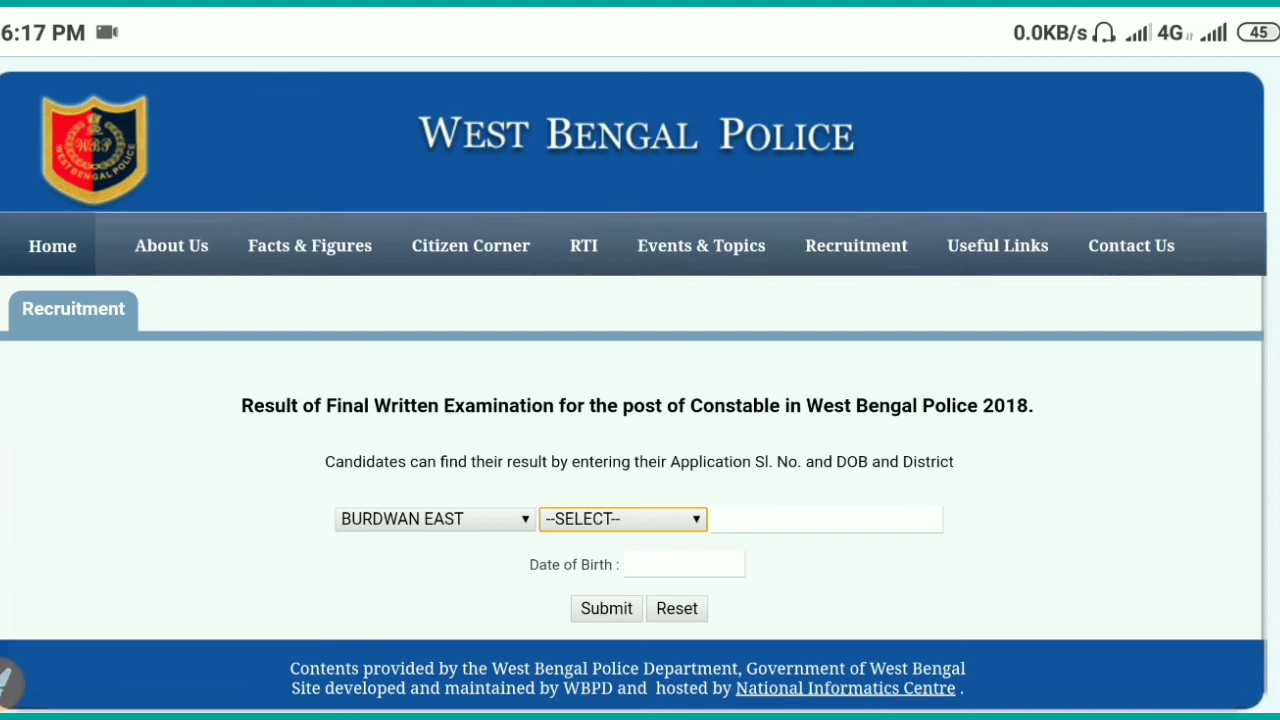 6:17 PM
0.0KB/s 4G 45
WBP
WEST BENGAL POLICE
WEST BENGAL POLICE
Home About Us Facts & Figures Citizen Corner RTI Events & Topics Recruitment Useful Links Contact Us
Recruitment
Result of Final Written Examination for the post of Constable in West Bengal Police 2018.
Candidates can find their result by entering their Application Sl. No. and DOB and District
BURDWAN EAST --SELECT--
Date of Birth :
Submit Reset
Contents provided by the West Bengal Police Department, Government of West Bengal
Site developed and maintained by WBPD and hosted by National Informatics Centre .